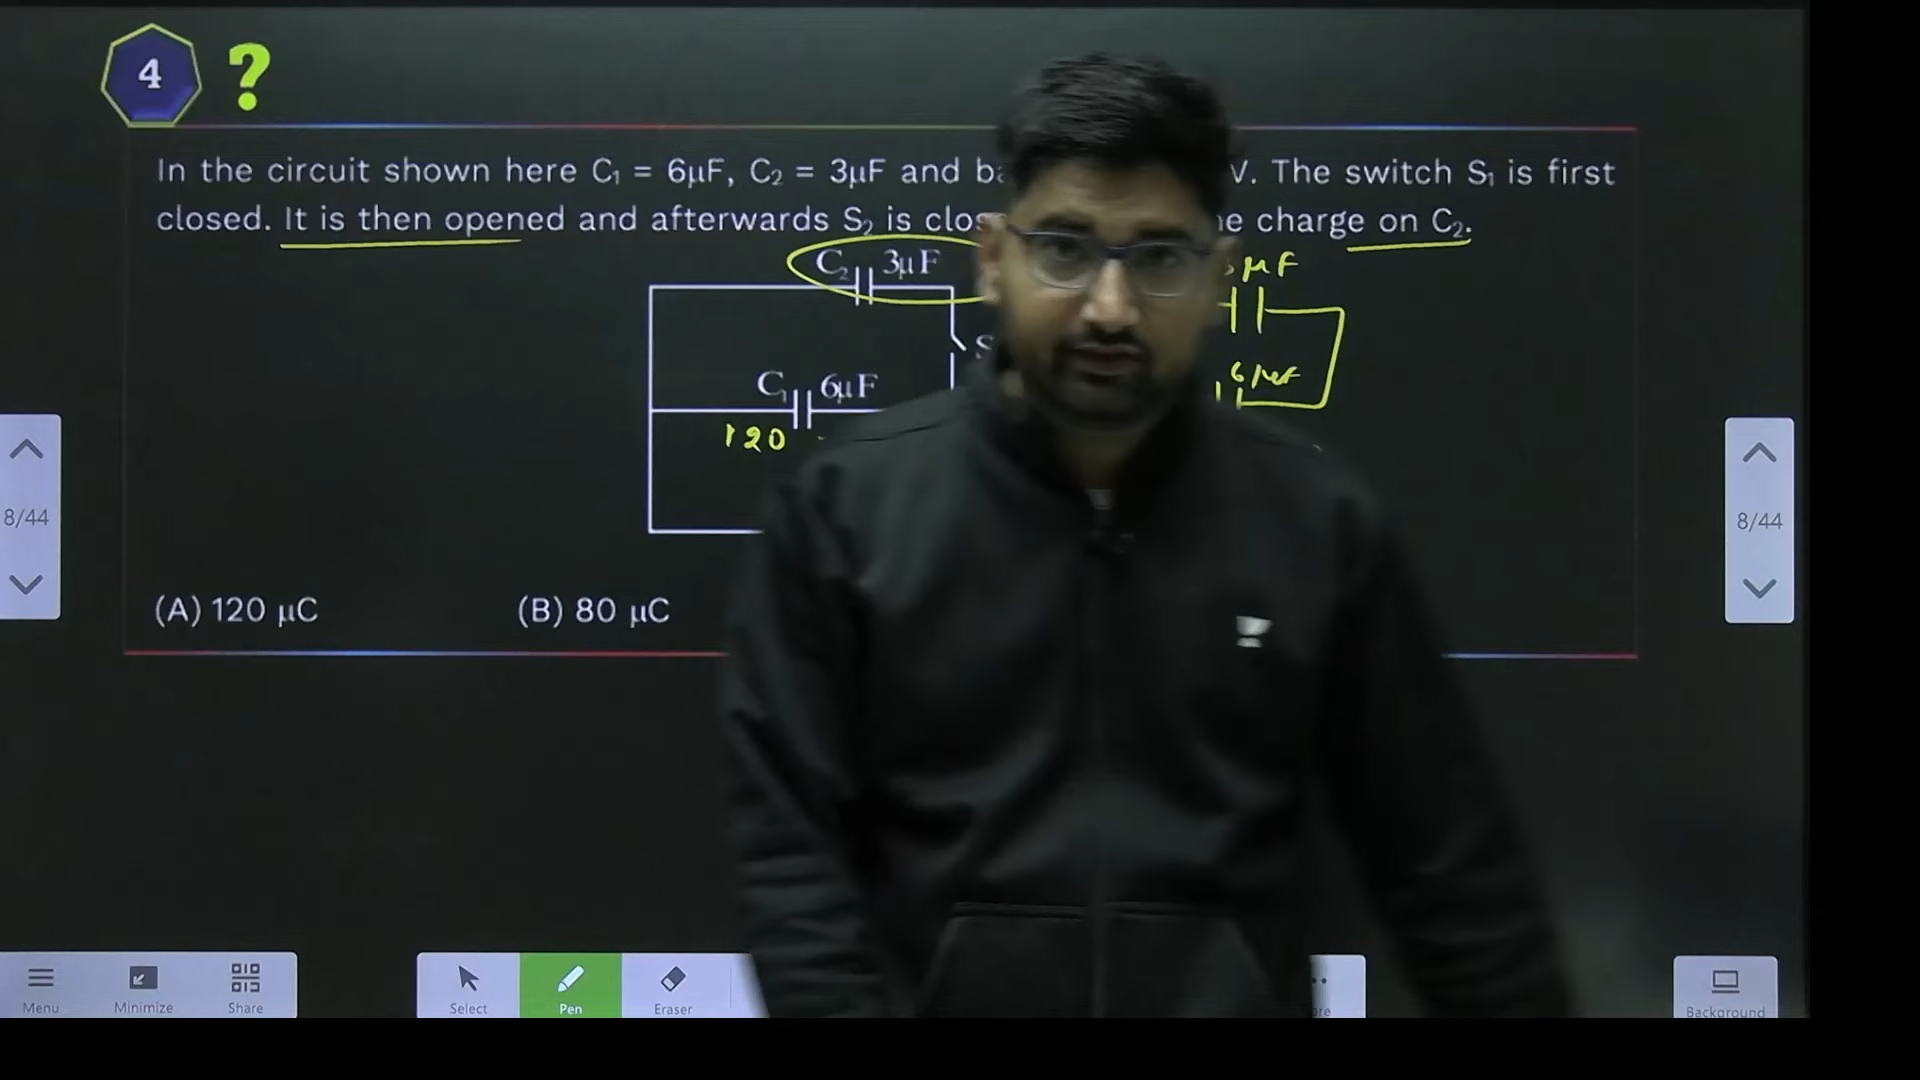 4 ?
In the circuit shown here C₁ = 6μF, C₂ = 3μF and V. The switch S₁ is first
closed. It is then opened and afterwards S₂ is charge on C₂.
C₂ 3μF
μF
S
C₁ 6μF
6μF
120
8/44
8/44
(A) 120 μC (B) 80 μC
Menu Minimize Share Select Pen Eraser Background